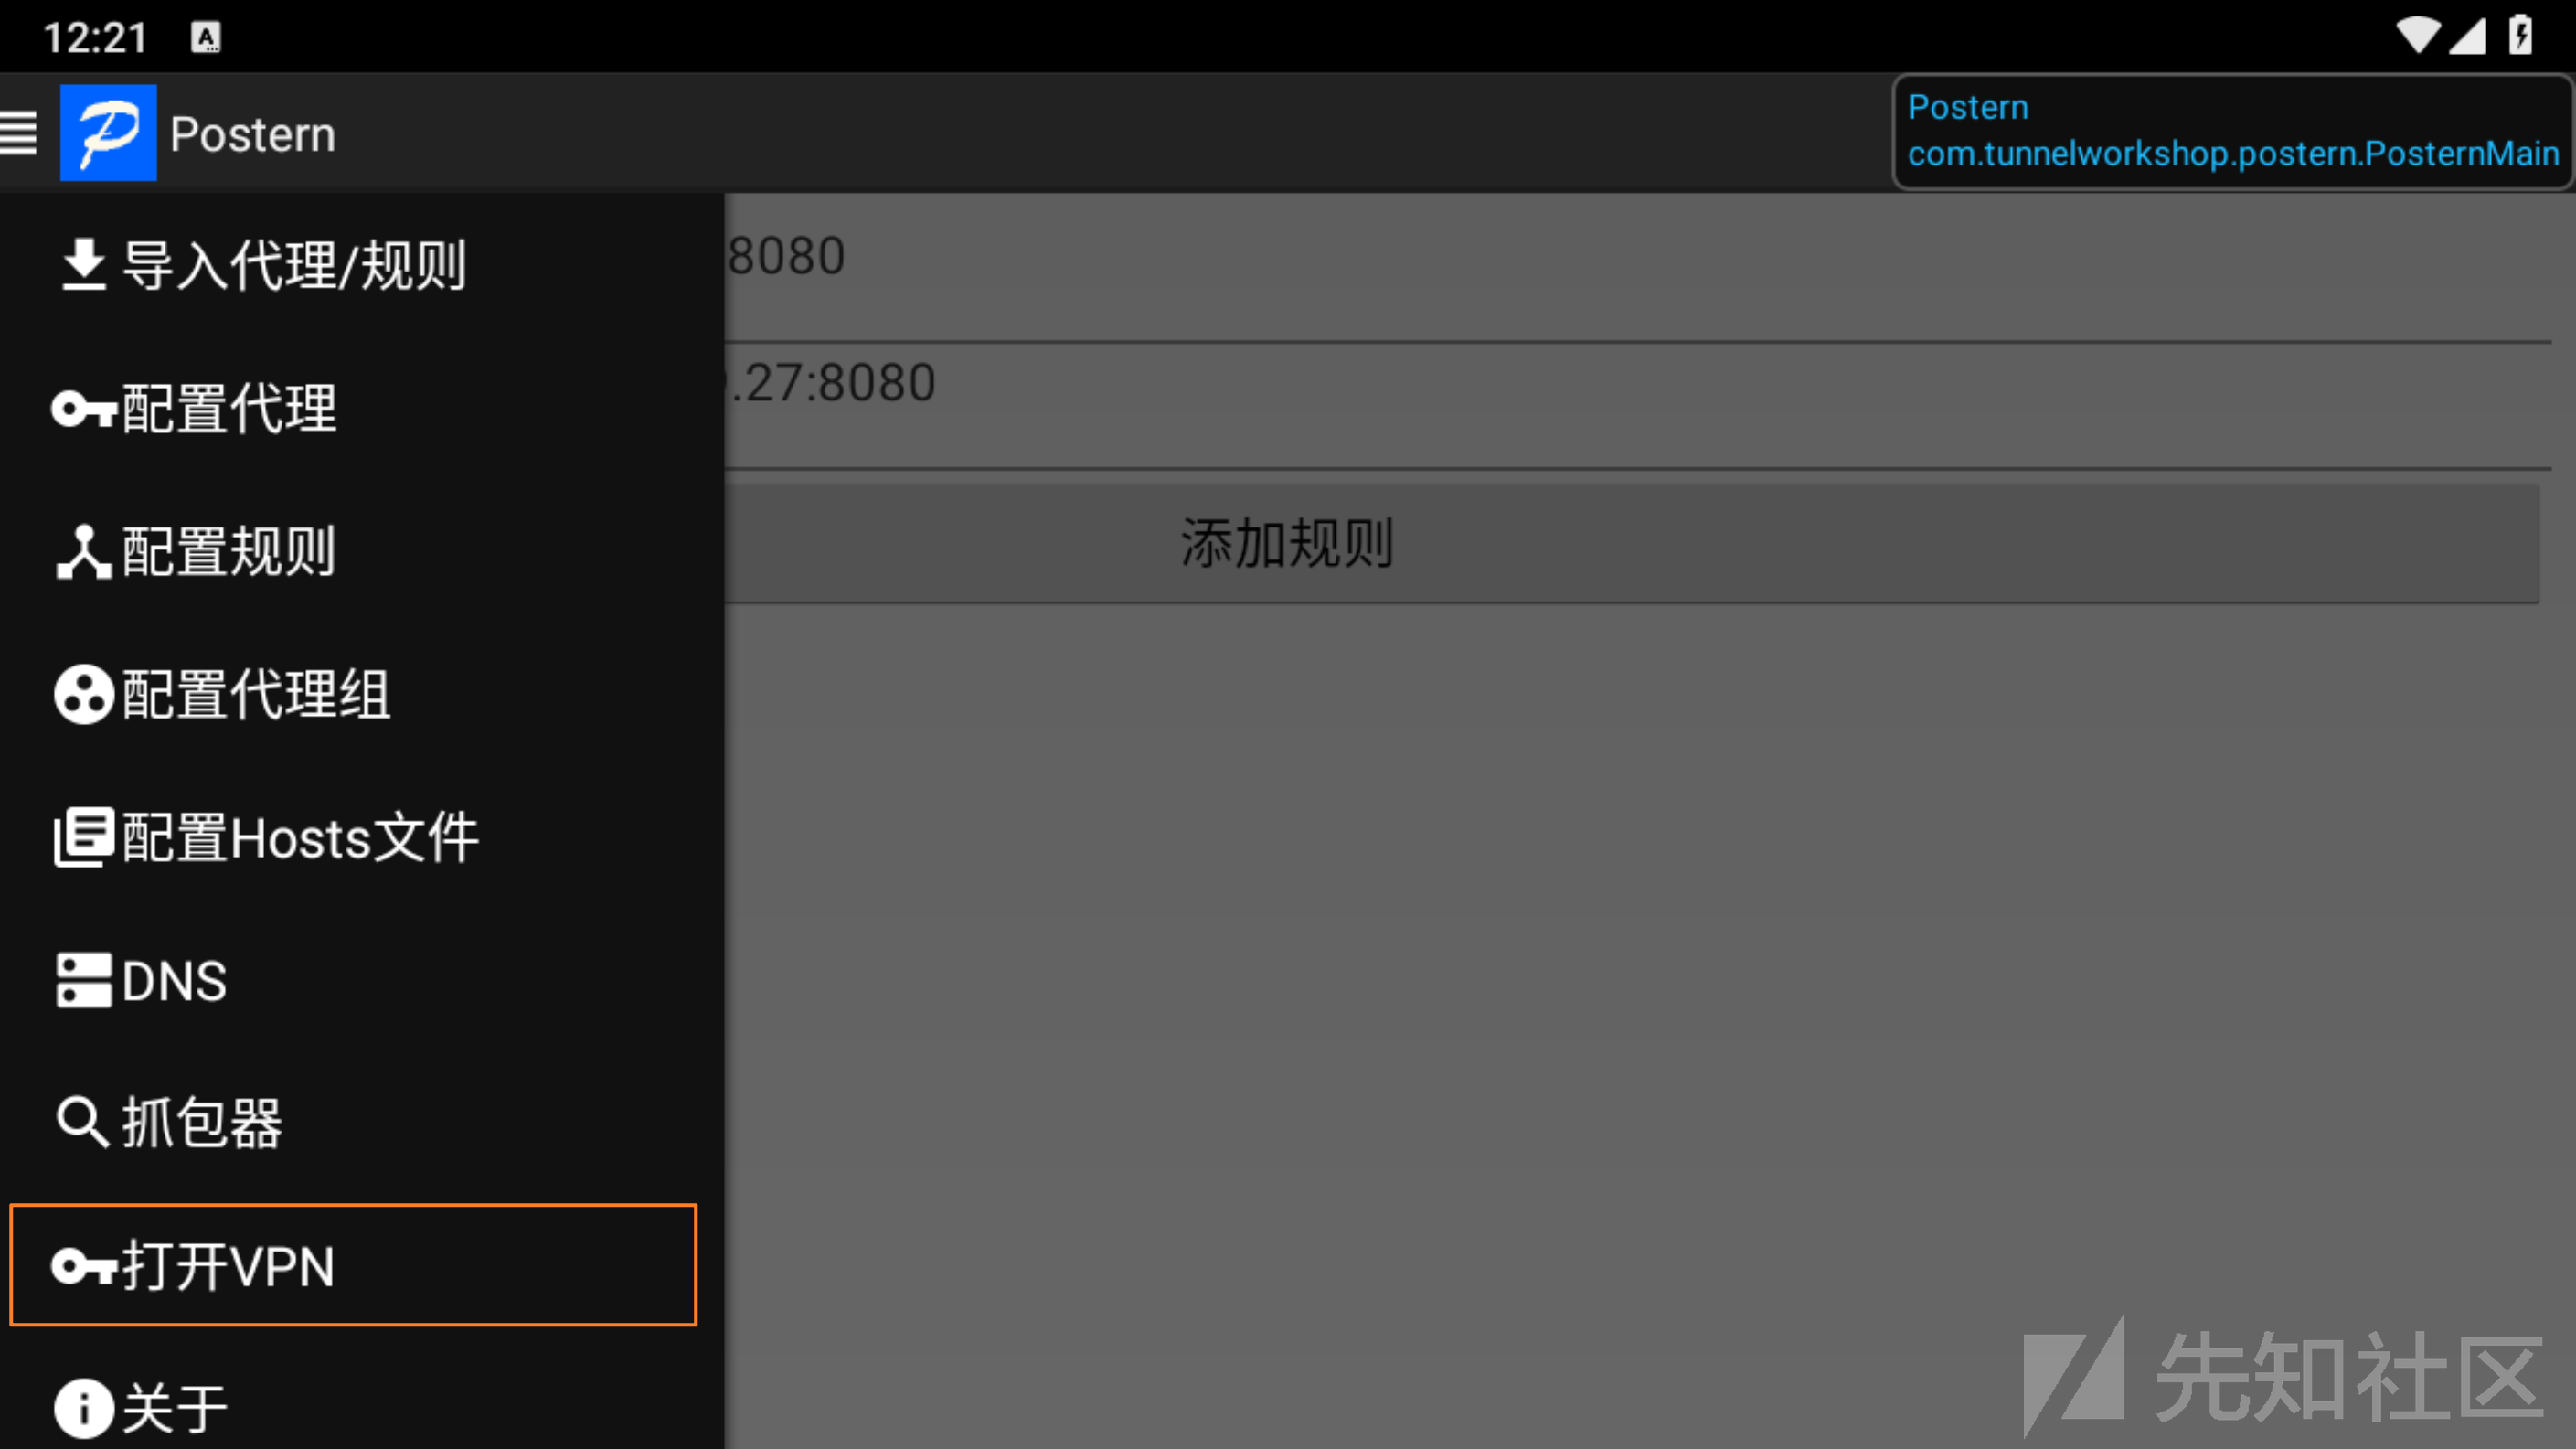 12:21
A
Postern
Postern
com.tunnelworkshop.postern.PosternMain
导入代理/规则
8080
配置代理
.27:8080
配置规则
添加规则
配置代理组
配置Hosts文件
DNS
抓包器
打开VPN
关于
先知社区